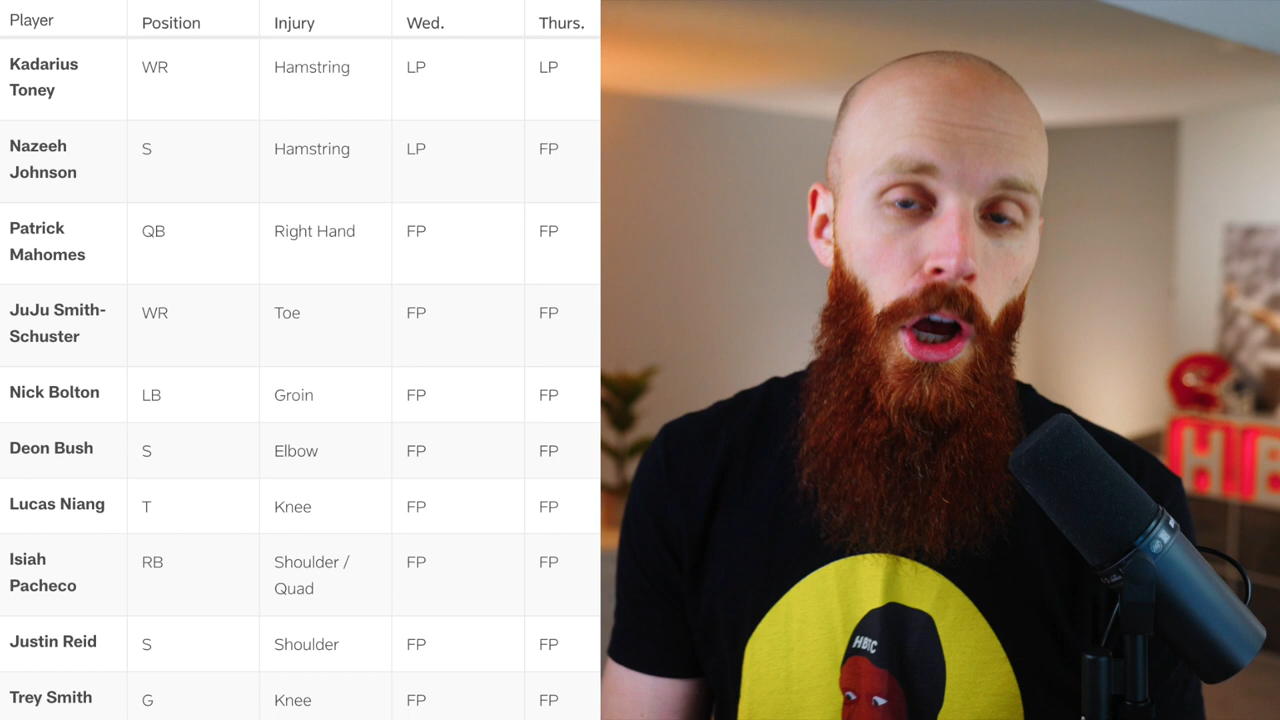 Player Position Injury Wed. Thurs.
Kadarius
Toney WR Hamstring LP LP
Nazeeh
Johnson S Hamstring LP FP
Patrick
Mahomes QB Right Hand FP FP
JuJu Smith-
Schuster WR Toe FP FP
Nick Bolton LB Groin FP FP
Deon Bush S Elbow FP FP
Lucas Niang T Knee FP FP
Isiah
Pacheco RB Shoulder /
Quad FP FP
Justin Reid S Shoulder FP FP
Trey Smith G Knee FP FP
HBIC